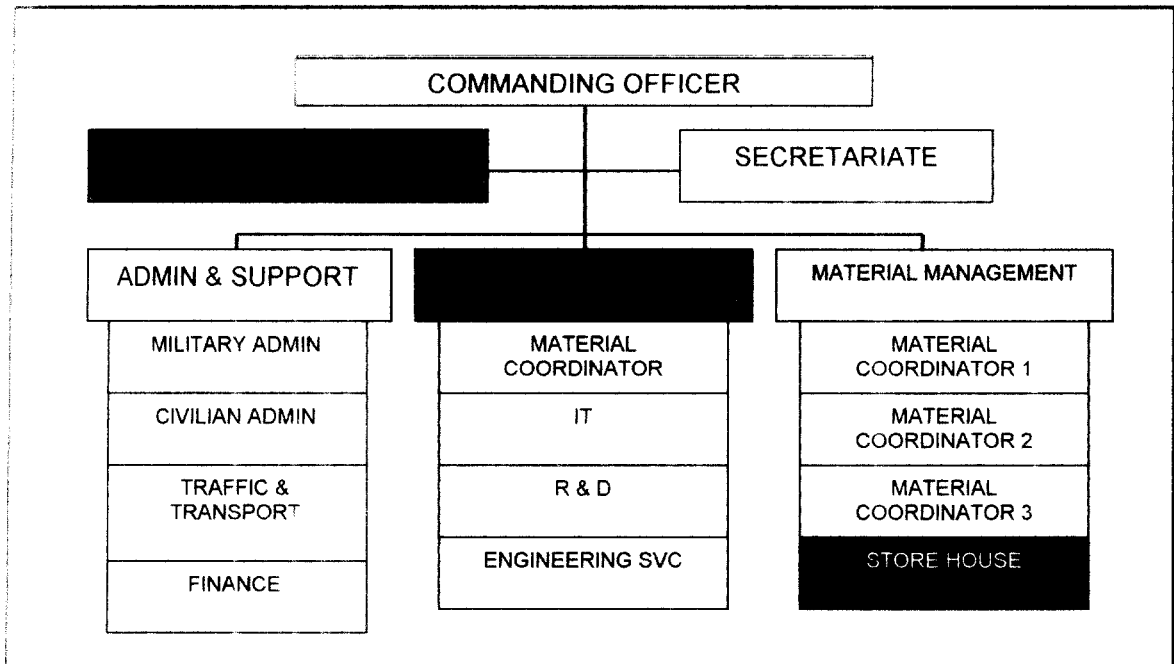 COMMANDING OFFICER
SECRETARIATE
ADMIN & SUPPORT
MILITARY ADMIN
CIVILIAN ADMIN
TRAFFIC &
TRANSPORT
FINANCE
MATERIAL
COORDINATOR
IT
R & D
ENGINEERING SVC
MATERIAL MANAGEMENT
MATERIAL
COORDINATOR 1
MATERIAL
COORDINATOR 2
MATERIAL
COORDINATOR 3
STORE HOUSE